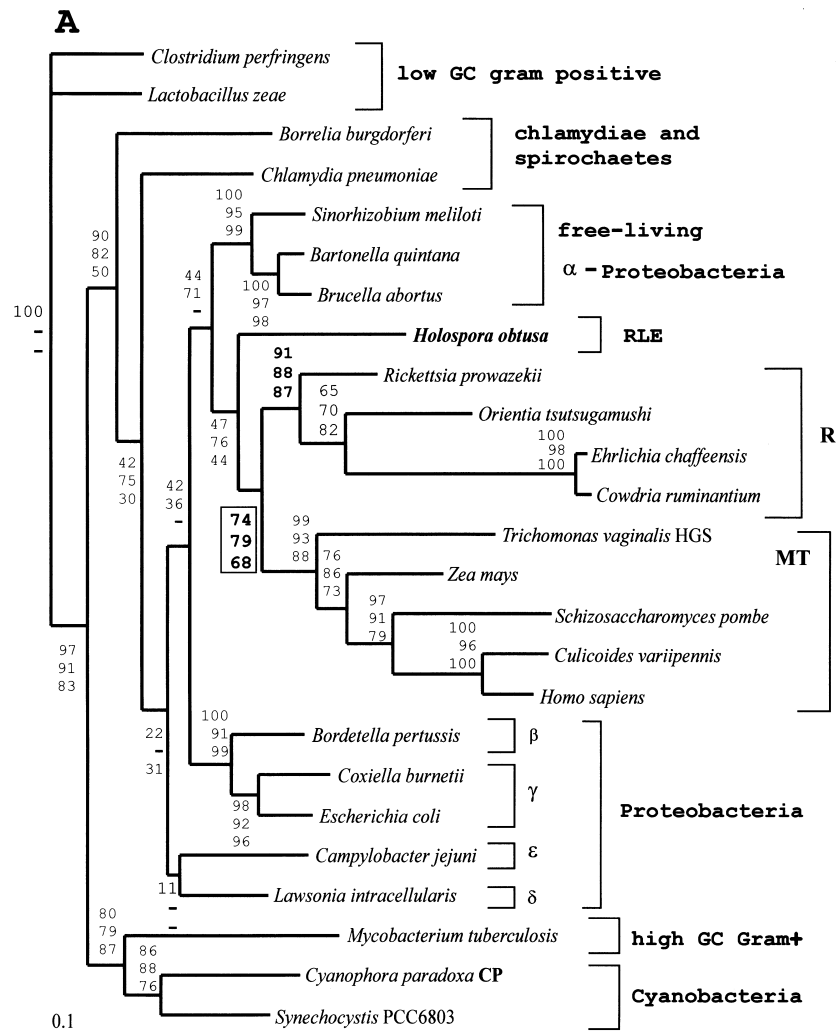 A
Clostridium perfringens
low GC gram positive
Lactobacillus zeae
Borrelia burgdorferi
chlamydiae and
spirochaetes
Chlamydia pneumoniae
100
95
99
Sinorhizobium meliloti
free-living
90
82
50
Bartonella quintana
α - Proteobacteria
44
71
-
100
97
98
Brucella abortus
100
-
-
Holospora obtusa
RLE
91
88
87
Rickettsia prowazekii
65
70
82
Orientia tsutsugamushi
R
47
76
44
100
98
100
Ehrlichia chaffeensis
42
75
30
42
36
-
Cowdria ruminantium
74
79
68
99
93
88
Trichomonas vaginalis HGS
MT
76
86
73
Zea mays
97
91
79
Schizosaccharomyces pombe
100
96
100
Culicoides variipennis
97
91
83
Homo sapiens
100
91
99
Bordetella pertussis
β
22
-
31
Coxiella burnetii
γ
98
92
96
Escherichia coli
Proteobacteria
Campylobacter jejuni
ε
11
-
-
Lawsonia intracellularis
δ
80
79
87
Mycobacterium tuberculosis
high GC Gram+
86
88
76
Cyanophora paradoxa CP
Cyanobacteria
0.1
Synechocystis PCC6803